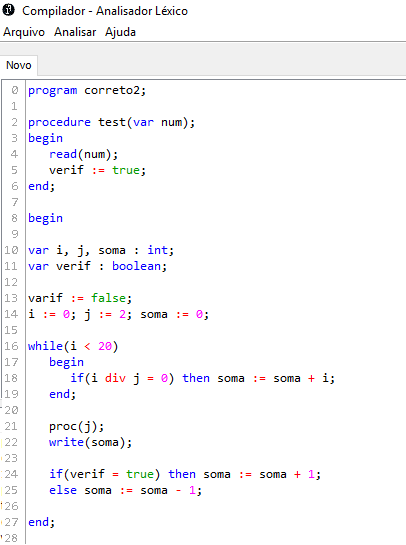 Compilador - Analisador Léxico
Arquivo Analisar Ajuda
Novo
0 program correto2;
1
2 procedure test(var num);
3 begin
4 read(num);
5 verif := true;
6 end;
7
8 begin
9
10 var i, j, soma : int;
11 var verif : boolean;
12
13 varif := false;
14 i := 0; j := 2; soma := 0;
15
16 while(i < 20)
17 begin
18 if(i div j = 0) then soma := soma + i;
19 end;
20
21 proc(j);
22 write(soma);
23
24 if(verif = true) then soma := soma + 1;
25 else soma := soma - 1;
26
27 end;
28